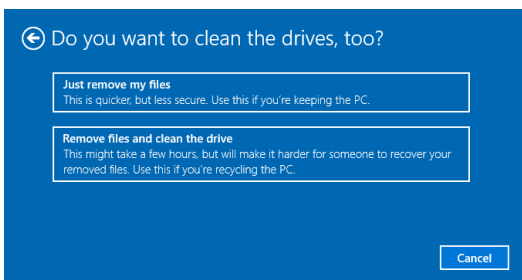 Do you want to clean the drives, too?
Just remove my files
This is quicker, but less secure. Use this if you're keeping the PC.
Remove files and clean the drive
This might take a few hours, but will make it harder for someone to recover your
removed files. Use this if you're recycling the PC.
Cancel